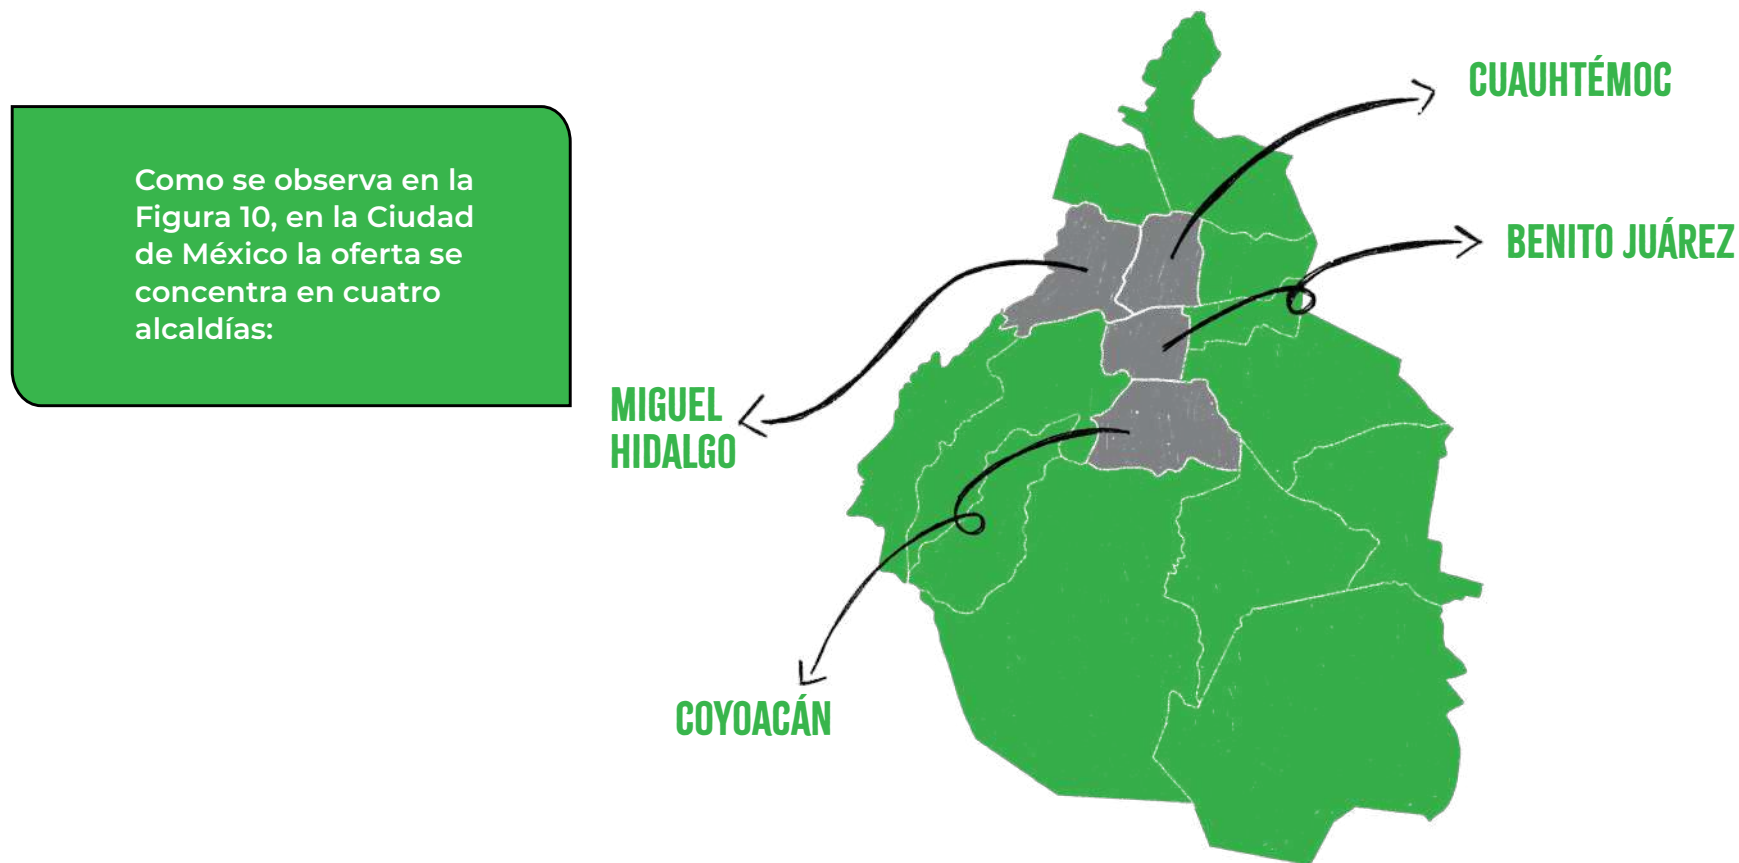 Como se observa en la
Figura 10, en la Ciudad
de México la oferta se
concentra en cuatro
alcaldías:
CUAUHTÉMOC
BENITO JUÁREZ
MIGUEL
HIDALGO
COYOACÁN